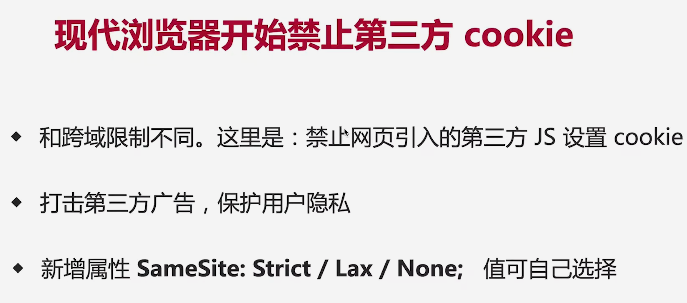 现代浏览器开始禁止第三方 cookie
◆ 和跨域限制不同。这里是：禁止网页引入的第三方 JS 设置 cookie
◆ 打击第三方广告，保护用户隐私
◆ 新增属性 SameSite: Strict / Lax / None; 值可自己选择